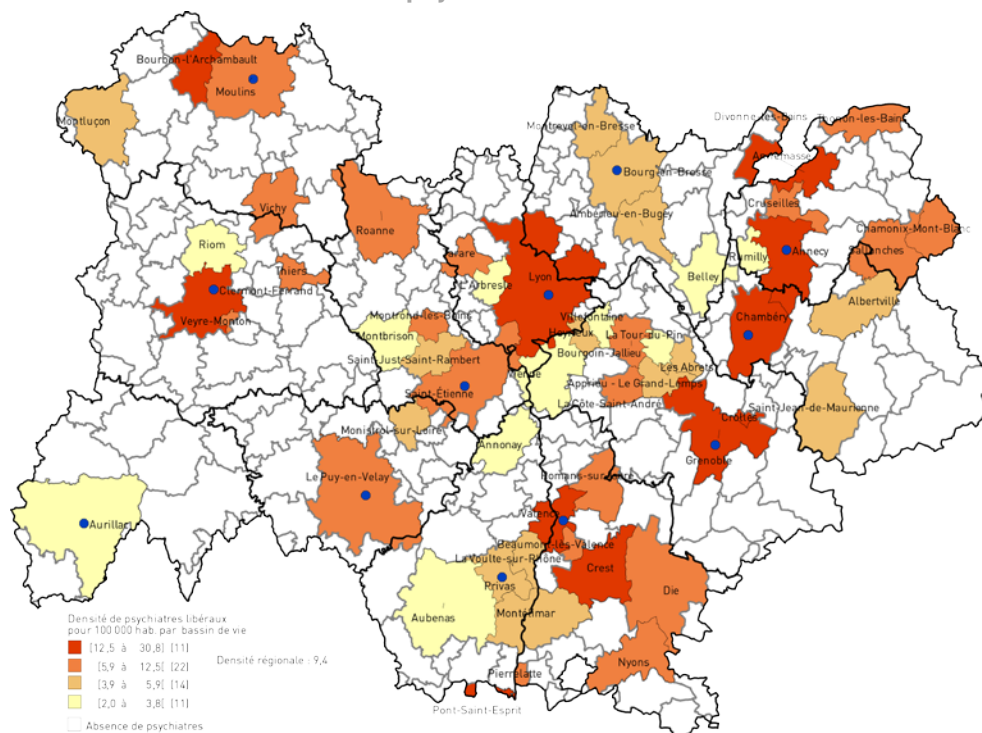 Bourbon-l'Archambault
Moulins
Montluçon
Montrevel-en-Bresse
Divonne-les-Bains
Thonon-les-Bains
Annemasse
Bourg-en-Bresse
Vichy
Cruseilles
Ambérieu-en-Bugey
Roanne
Chamonix-Mont-Blanc
Riom
Annecy
Sallanches
Rumilly
Thiers
L'Arbresle
Lyon
Belley
Clermont-Ferrand
Albertville
Veyre-Monton
Montrond-les-Bains
Villefontaine
Chambéry
Montbrison
Heyrieux
La Tour-du-Pin
Saint-Just-Saint-Rambert
Bourgoin-Jallieu
Les Abrets
Vienne
Saint-Étienne
Apprieu - Le Grand-Lemps
La Côte-Saint-André
Saint-Jean-de-Maurienne
Crolles
Monistrol-sur-Loire
Annonay
Grenoble
Le Puy-en-Velay
Romans-sur-Isère
Valence
Aurillac
Beaumont-lès-Valence
La Voulte-sur-Rhône
Crest
Privas
Die
Aubenas
Montélimar
Nyons
Pierrelatte
Pont-Saint-Esprit
Densité de psychiatres libéraux
pour 100 000 hab. par bassin de vie
[12,5 à 30,8] [11]
[5,9 à 12,5[ [22]
[3,9 à 5,9[ [14]
[2,0 à 3,8[ [11]
Absence de psychiatres
Densité régionale : 9,4